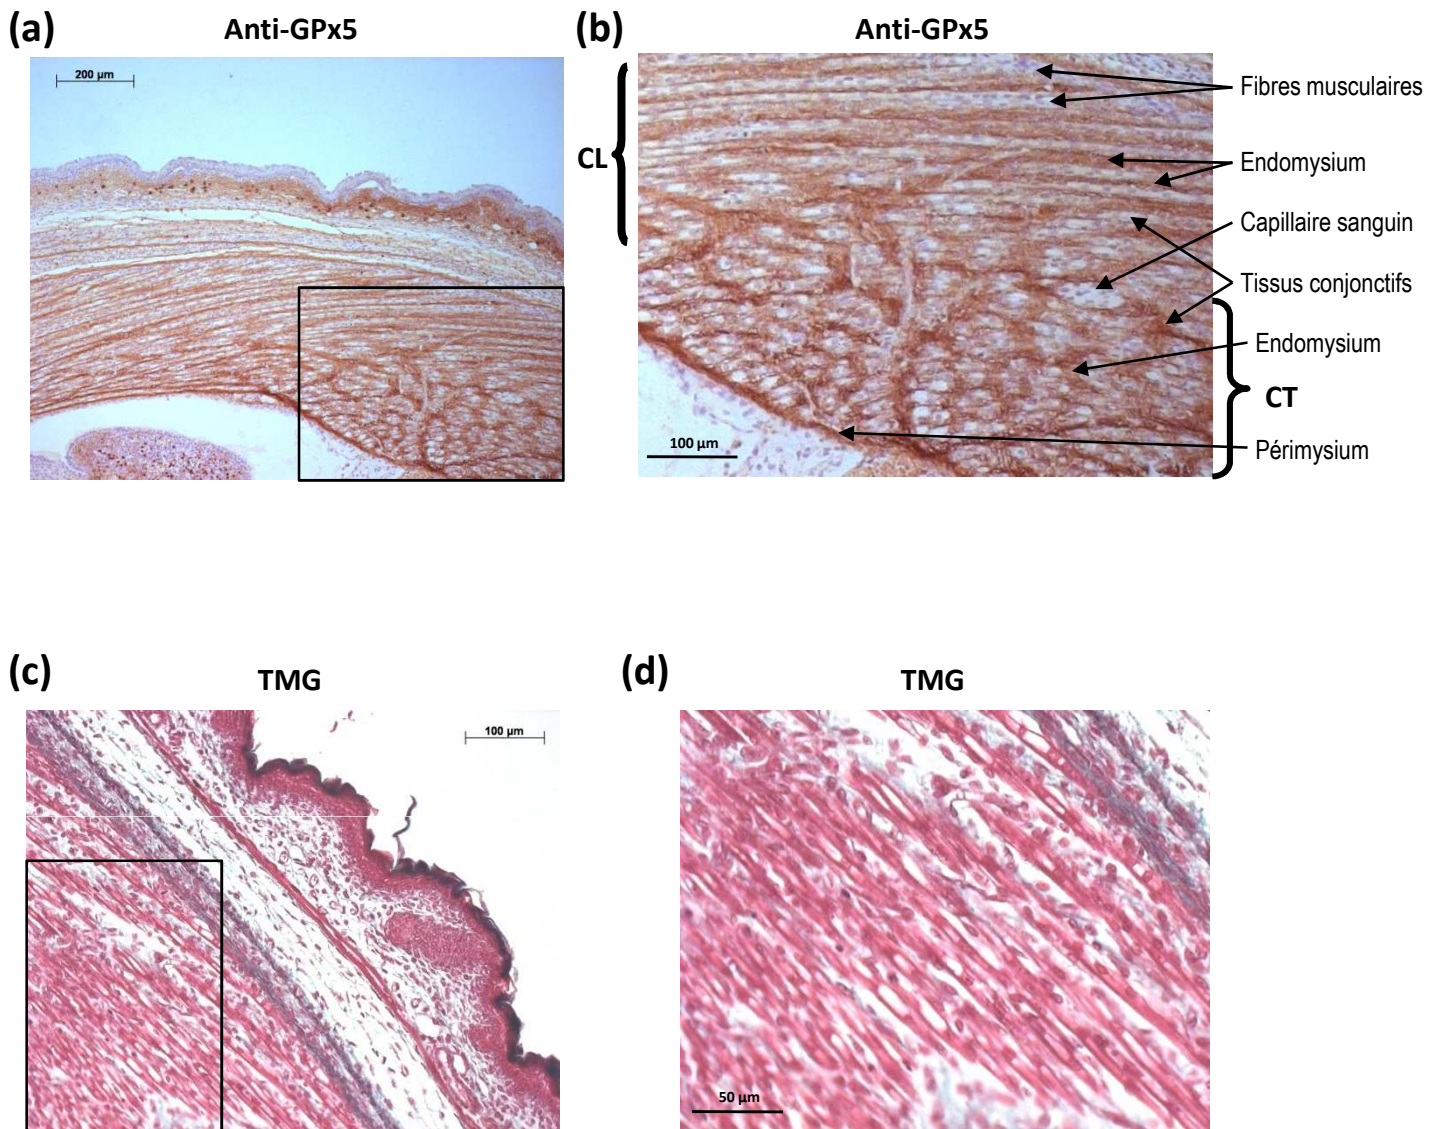 (a)
Anti-GPx5
200 µm
(b)
Anti-GPx5
CL
Fibres musculaires
Endomysium
Capillaire sanguin
Tissus conjonctifs
Endomysium
CT
Périmysium
100 µm
(c)
TMG
100 µm
(d)
TMG
50 µm